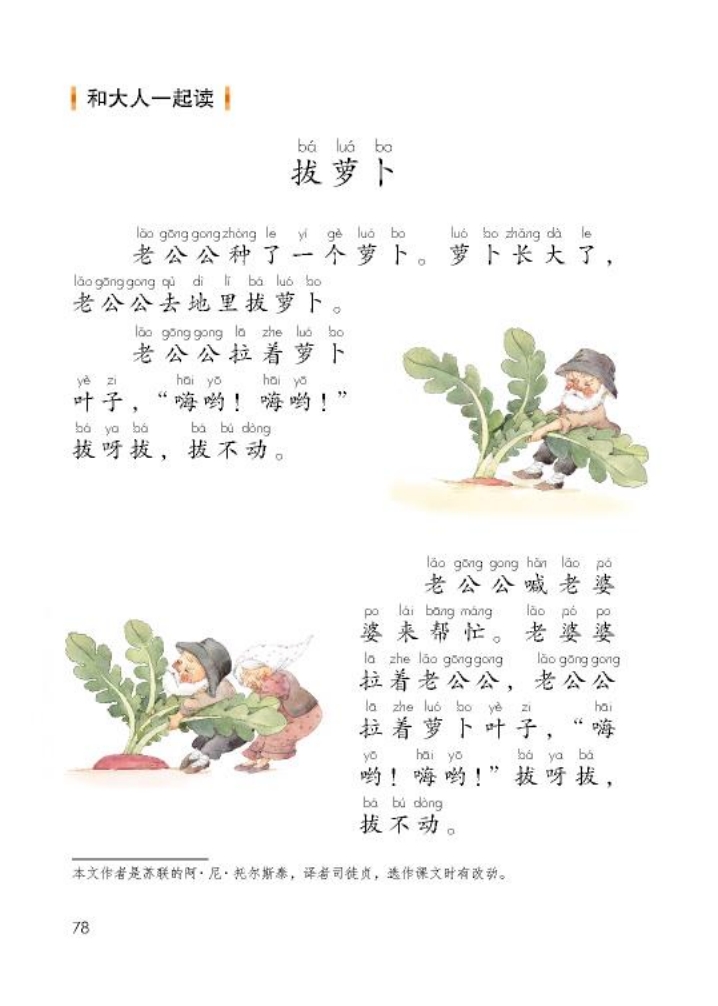 和大人一起读
bá luó bo
拔萝卜
lǎo gōng gong zhòng le yí gè luó bo luó bo zhǎng dà le
老公公种了一个萝卜。萝卜长大了，
lǎo gōng gong qù dì lǐ bá luó bo
老公公去地里拔萝卜。
lǎo gōng gong lā zhe luó bo
老公公拉着萝卜
yè zi hāi yō hāi yō
叶子，“嗨哟！嗨哟！”
bá ya bá bá bú dòng
拔呀拔，拔不动。
lǎo gōng gong hǎn lǎo pó
老公公喊老婆
po lái bāng máng lǎo pó po
婆来帮忙。老婆婆
lā zhe lǎo gōng gong lǎo gōng gong
拉着老公公，老公公
lā zhe luó bo yè zi hāi
拉着萝卜叶子，“嗨
yō hāi yō bá ya bá
哟！嗨哟！”拔呀拔，
bá bú dòng
拔不动。
本文作者是苏联的阿·尼·托尔斯泰，译者司徒贞，选作课文时有改动。
78